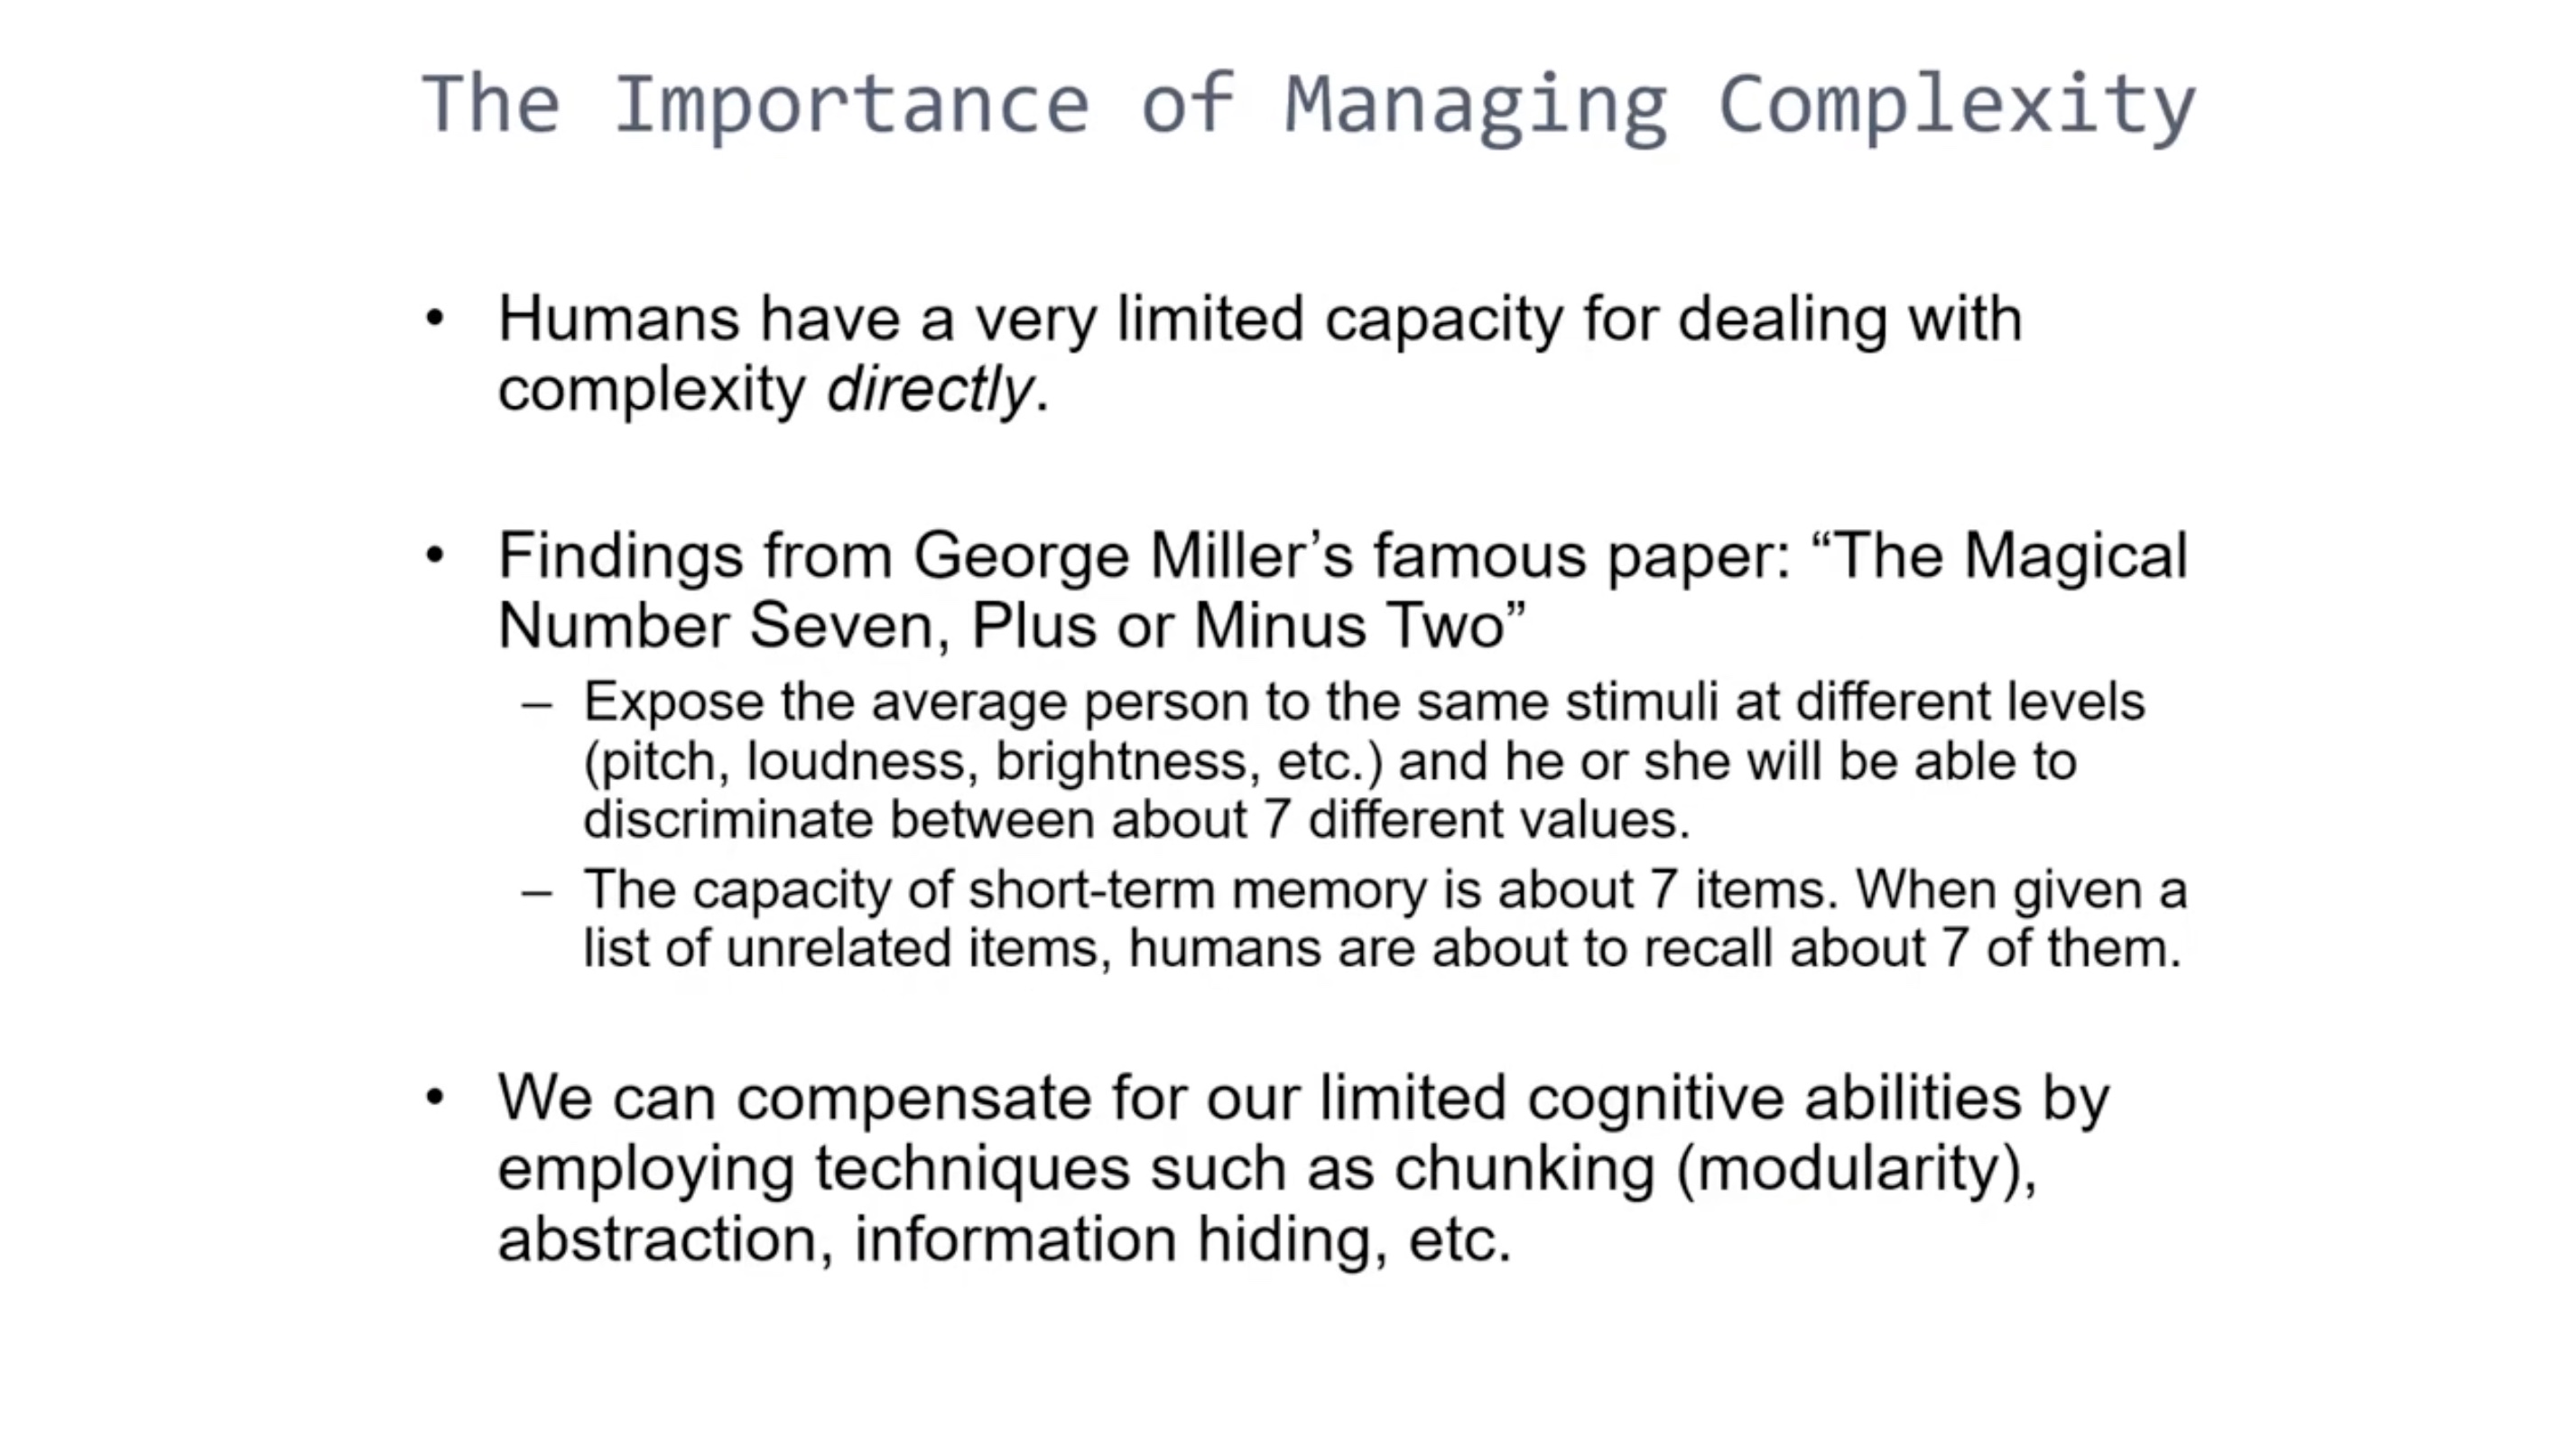 The Importance of Managing Complexity
• Humans have a very limited capacity for dealing with
complexity directly.
• Findings from George Miller’s famous paper: “The Magical
Number Seven, Plus or Minus Two”
– Expose the average person to the same stimuli at different levels
(pitch, loudness, brightness, etc.) and he or she will be able to
discriminate between about 7 different values.
– The capacity of short-term memory is about 7 items. When given a
list of unrelated items, humans are about to recall about 7 of them.
• We can compensate for our limited cognitive abilities by
employing techniques such as chunking (modularity),
abstraction, information hiding, etc.